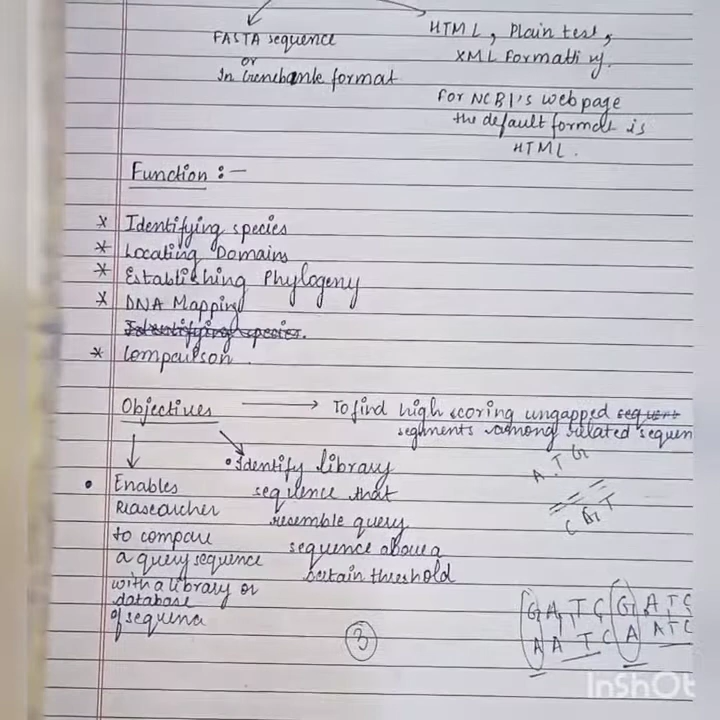 FASTA sequence
or
In Genebank format
HTML, Plain text,
XML Formatting.
For NCBI's webpage
the default format is
HTML.
Function :-
* Identifying species
* Locating Domains
* Establishing Phylogeny
* DNA Mapping
Identifying species.
* Comparison
Objectives → To find high scoring ungapped
segments among related sequen
• Enables
Reasearcher
to compare
a query sequence
with a library or
database
of sequence
• Identify library
sequence that
resemble query
sequence above a
certain threshold
A T G
C G T
G A T C G A T C
A A T C A A T C
3
InShOt